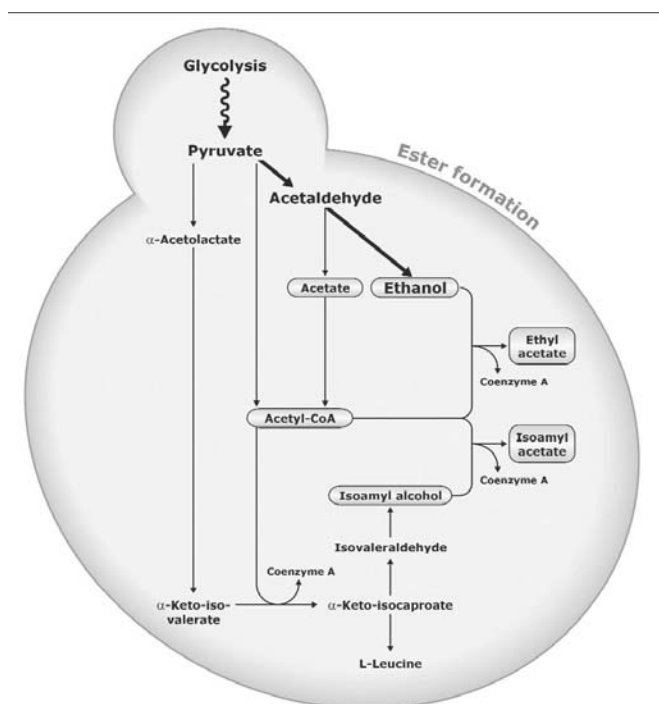 Glycolysis
Pyruvate
Ester formation
Acetaldehyde
α-Acetolactate
Acetate
Ethanol
Ethyl
acetate
Coenzyme A
Acetyl-CoA
Isoamyl
acetate
Coenzyme A
Isoamyl alcohol
Isovaleraldehyde
Coenzyme A
α-Keto-iso-
valerate
α-Keto-isocaproate
L-Leucine